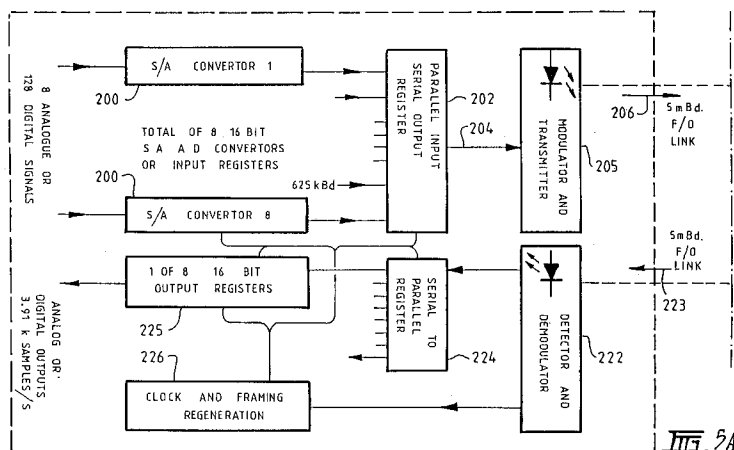 8 ANALOGUE OR
128 DIGITAL SIGNALS
S/A CONVERTOR 1
200
TOTAL OF 8 16 BIT
S A A D CONVERTORS
OR INPUT REGISTERS
625 kBd
200
S/A CONVERTOR 8
PARALLEL INPUT
SERIAL OUTPUT
REGISTER
202
204
MODULATOR AND
TRANSMITTER
205
206
5mBd.
F/O
LINK
ANALOG OR'
DIGITAL OUTPUTS
3.91 k SAMPLES/S
1 OF 8 16 BIT
OUTPUT REGISTERS
225
226
CLOCK AND FRAMING
REGENERATION
SERIAL TO
PARALLEL
REGISTER
224
DETECTOR AND
DEMODULATOR
222
5mBd.
F/O
LINK
223
FIG. 5A